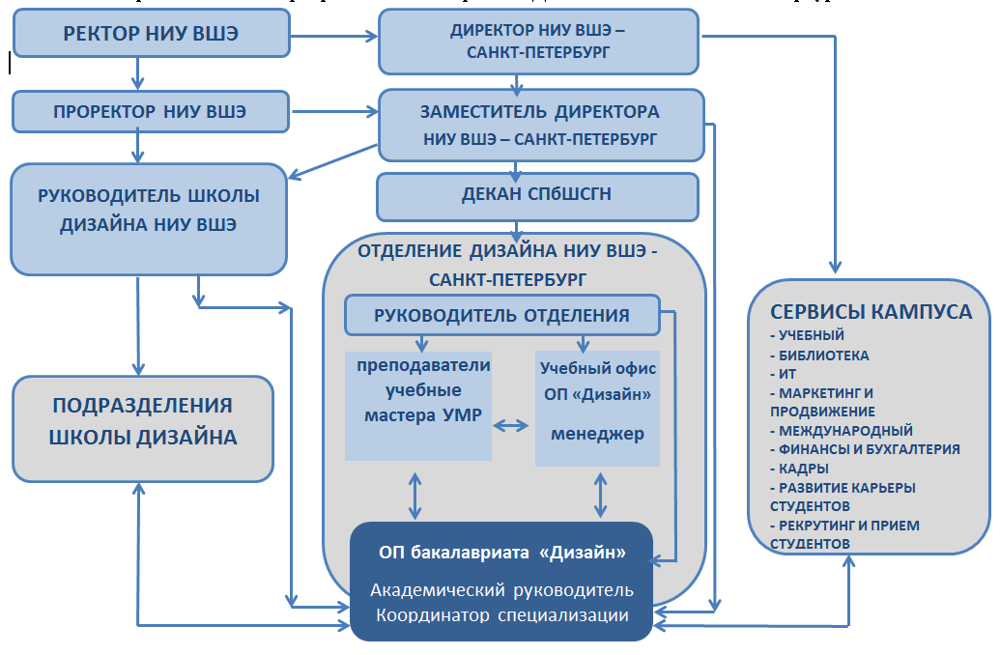 РЕКТОР НИУ ВШЭ
ДИРЕКТОР НИУ ВШЭ –
САНКТ-ПЕТЕРБУРГ
ПРОРЕКТОР НИУ ВШЭ
ЗАМЕСТИТЕЛЬ ДИРЕКТОРА
НИУ ВШЭ – САНКТ-ПЕТЕРБУРГ
РУКОВОДИТЕЛЬ ШКОЛЫ
ДИЗАЙНА НИУ ВШЭ
ДЕКАН СПбШСГН
ОТДЕЛЕНИЕ ДИЗАЙНА НИУ ВШЭ -
САНКТ-ПЕТЕРБУРГ
РУКОВОДИТЕЛЬ ОТДЕЛЕНИЯ
преподаватели
учебные
мастера УМР
Учебный офис
ОП «Дизайн»
менеджер
ПОДРАЗДЕЛЕНИЯ
ШКОЛЫ ДИЗАЙНА
СЕРВИСЫ КАМПУСА
- УЧЕБНЫЙ
- БИБЛИОТЕКА
- ИТ
- МАРКЕТИНГ И
ПРОДВИЖЕНИЕ
- МЕЖДУНАРОДНЫЙ
- ФИНАНСЫ И БУХГАЛТЕРИЯ
- КАДРЫ
- РАЗВИТИЕ КАРЬЕРЫ
СТУДЕНТОВ
- РЕКРУТИНГ И ПРИЕМ
СТУДЕНТОВ
ОП бакалавриата «Дизайн»
Академический руководитель
Координатор специализации